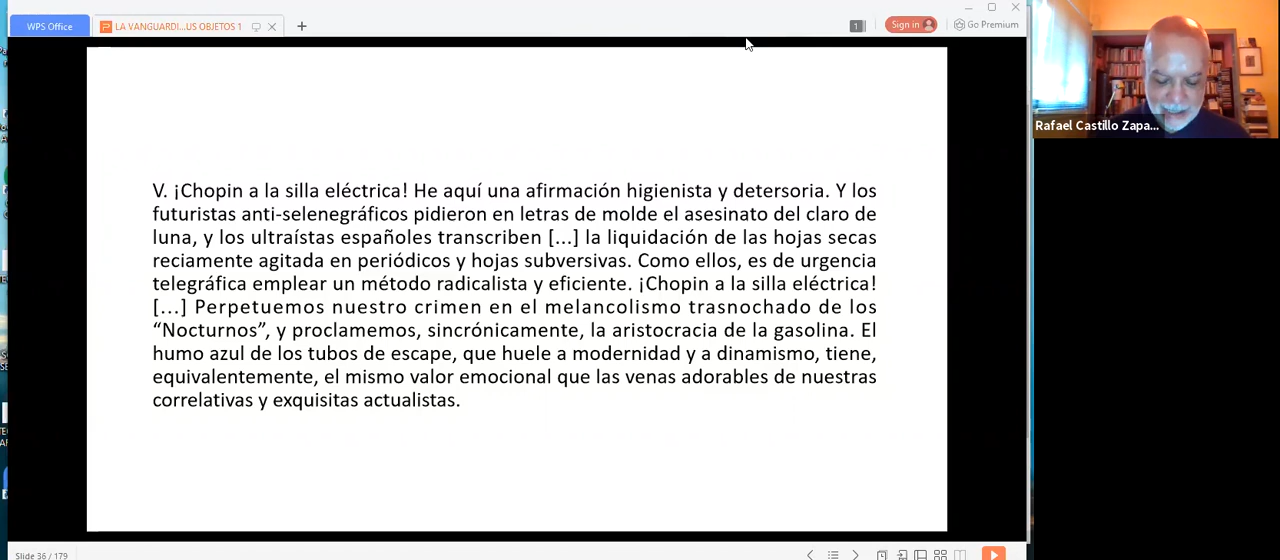 WPS Office
LA VANGUARDI...US OBJETOS 1
1
Sign in
Go Premium
Rafael Castillo Zapa...
V. ¡Chopin a la silla eléctrica! He aquí una afirmación higienista y detersoria. Y los
futuristas anti-selenegráficos pidieron en letras de molde el asesinato del claro de
luna, y los ultraístas españoles transcriben [...] la liquidación de las hojas secas
reciamente agitada en periódicos y hojas subversivas. Como ellos, es de urgencia
telegráfica emplear un método radicalista y eficiente. ¡Chopin a la silla eléctrica!
[...] Perpetuemos nuestro crimen en el melancolismo trasnochado de los
“Nocturnos”, y proclamemos, sincrónicamente, la aristocracia de la gasolina. El
humo azul de los tubos de escape, que huele a modernidad y a dinamismo, tiene,
equivalentemente, el mismo valor emocional que las venas adorables de nuestras
correlativas y exquisitas actualistas.
Slide 36 / 179